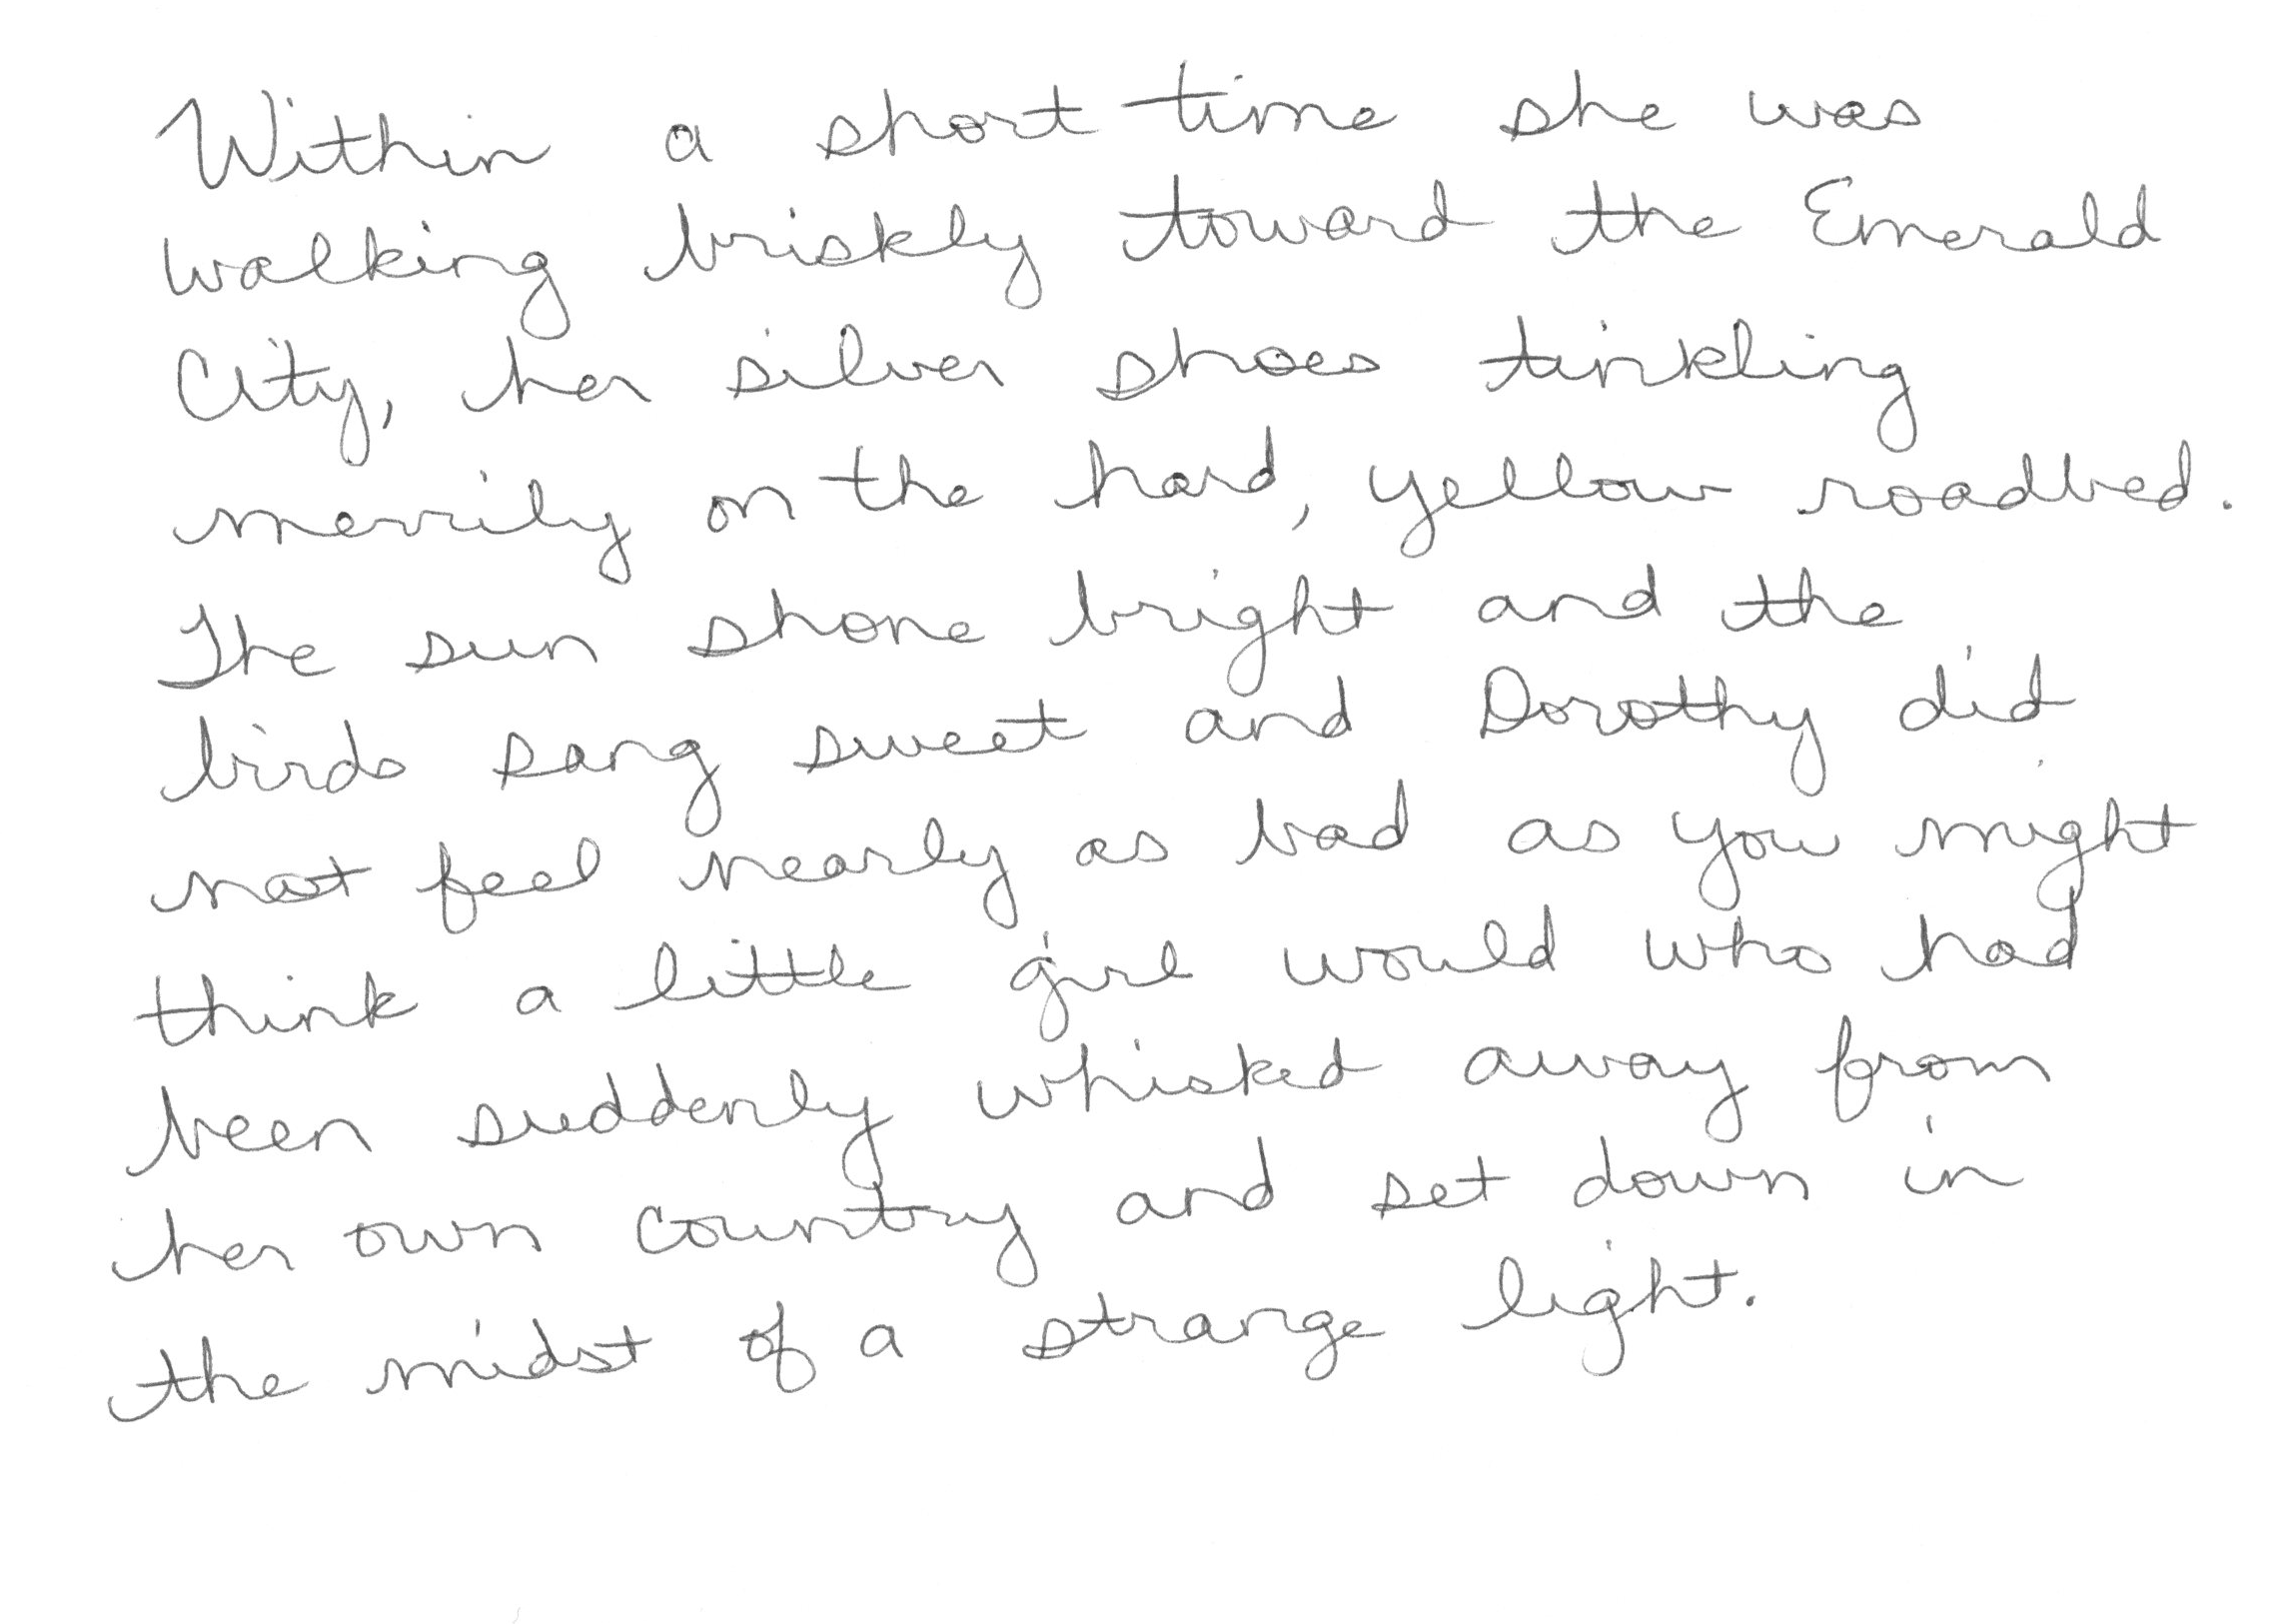 Within a short time she was
walking briskly toward the Emerald
City, her silver shoes tinkling
merrily on the hard, yellow roadbed.
The sun shone bright and the
birds sang sweet and Dorothy did
not feel nearly as bad as you might
think a little girl would who had
been suddenly whisked away from
her own country and set down in
the midst of a strange light.